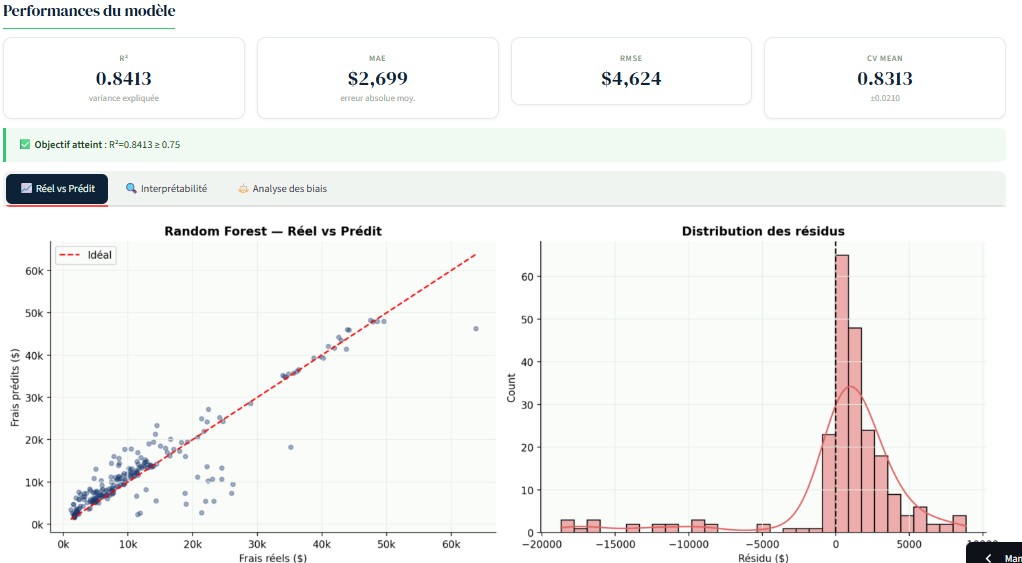 Performances du modèle
R² MAE RMSE CV MEAN
0.8413 $2,699 $4,624 0.8313
variance expliquée erreur absolue moy. ±0.0210
✅ Objectif atteint : R²=0.8413 ≥ 0.75
📈 Réel vs Prédit 🔍 Interprétabilité ⚖️ Analyse des biais
Random Forest — Réel vs Prédit
Idéal
60k
50k
40k
30k
20k
10k
0k
Frais prédits ($)
0k 10k 20k 30k 40k 50k 60k
Frais réels ($)
Distribution des résidus
60
50
40
30
20
10
0
Count
−20000 −15000 −10000 −5000 0 5000
Résidu ($)